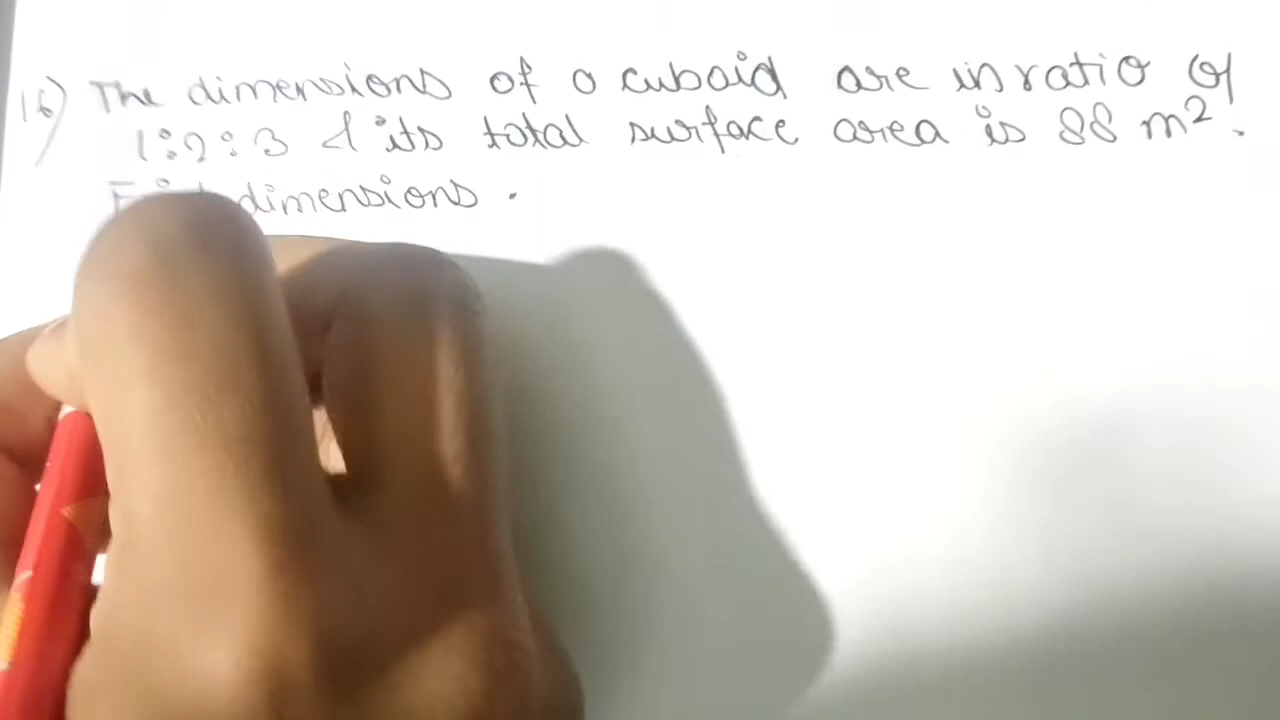 16) The dimensions of a cuboid are in ratio of
1:2:3 & its total surface area is 88 m².
dimensions.